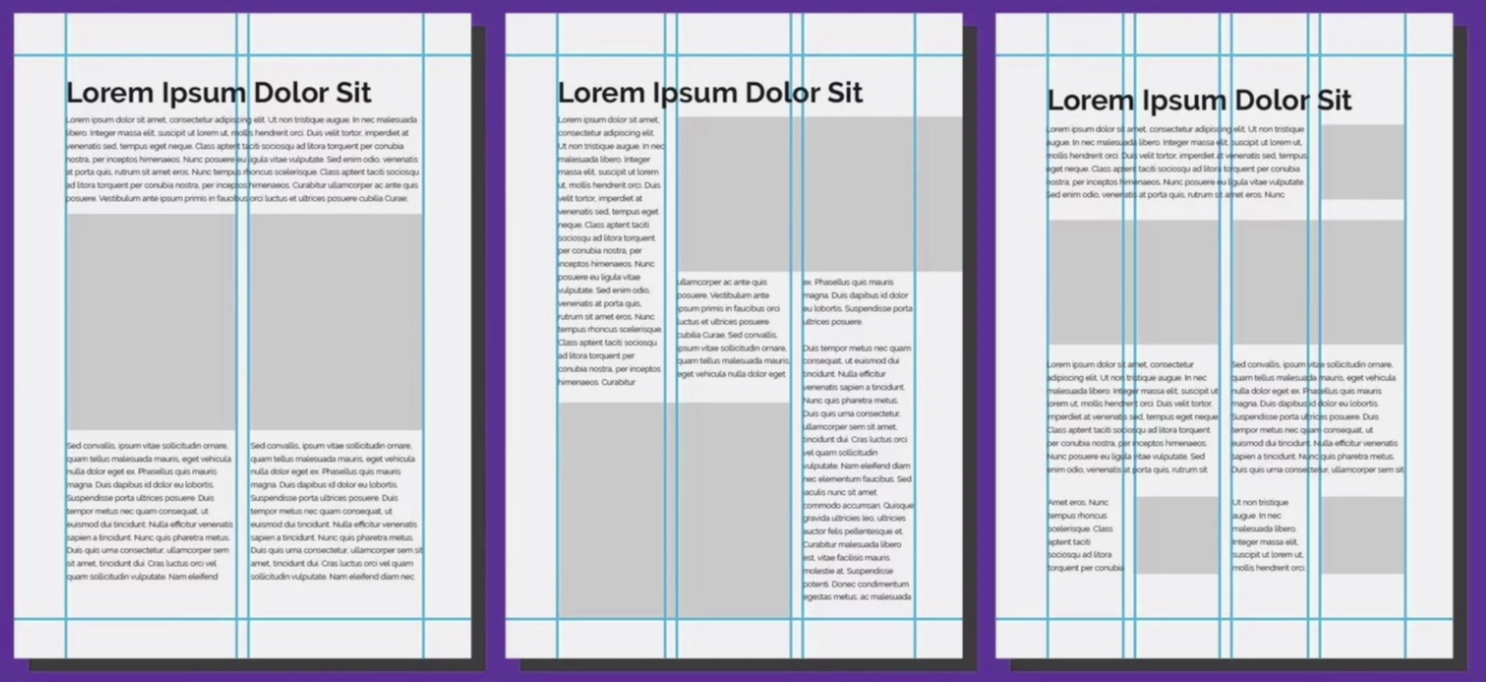 Lorem Ipsum Dolor Sit
Lorem ipsum dolor sit amet, consectetur adipiscing elit. Ut non tristique augue. In nec malesuada
libero. Integer massa elit, suscipit ut lorem ut, mollis hendrerit orci. Duis velit tortor, imperdiet at
venenatis sed, tempus eget neque. Class aptent taciti sociosqu ad litora torquent per conubia
nostra, per inceptos himenaeos. Nunc posuere eu ligula vitae vulputate. Sed enim odio, venenatis
at porta quis, rutrum sit amet eros. Nunc tempus rhoncus scelerisque. Class aptent taciti sociosqu
ad litora torquent per conubia nostra, per inceptos himenaeos. Curabitur ullamcorper ac ante quis
posuere. Vestibulum ante ipsum primis in faucibus orci luctus et ultrices posuere cubilia Curae;
Sed convallis, ipsum vitae sollicitudin ornare,
quam tellus malesuada mauris, eget vehicula
nulla dolor eget ex. Phasellus quis mauris
magna. Duis dapibus id dolor eu lobortis.
Suspendisse porta ultrices posuere. Duis
tempor metus nec quam consequat, ut
euismod dui tincidunt. Nulla efficitur venenatis
sapien a tincidunt. Nunc quis pharetra metus.
Duis quis urna consectetur, ullamcorper sem
sit amet, tincidunt dui. Cras luctus orci vel
quam sollicitudin vulputate. Nam eleifend
Sed convallis, ipsum vitae sollicitudin ornare,
quam tellus malesuada mauris, eget vehicula
nulla dolor eget ex. Phasellus quis mauris
magna. Duis dapibus id dolor eu lobortis.
Suspendisse porta ultrices posuere. Duis
tempor metus nec quam consequat, ut
euismod dui tincidunt. Nulla efficitur venenatis
sapien a tincidunt. Nunc quis pharetra metus.
Duis quis urna consectetur, ullamcorper sem sit
amet, tincidunt dui. Cras luctus orci vel quam
sollicitudin vulputate. Nam eleifend diam nec
Lorem Ipsum Dolor Sit
Lorem ipsum dolor sit amet,
consectetur adipiscing elit.
Ut non tristique augue. In nec
malesuada libero. Integer
massa elit, suscipit ut lorem
ut, mollis hendrerit orci. Duis
velit tortor, imperdiet at
venenatis sed, tempus eget
neque. Class aptent taciti
sociosqu ad litora torquent
per conubia nostra, per
inceptos himenaeos. Nunc
posuere eu ligula vitae
vulputate. Sed enim odio,
venenatis at porta quis,
rutrum sit amet eros. Nunc
tempus rhoncus scelerisque.
Class aptent taciti sociosqu
ad litora torquent per
conubia nostra, per inceptos
himenaeos. Curabitur
ullamcorper ac ante quis
posuere. Vestibulum ante
ipsum primis in faucibus orci
luctus et ultrices posuere
cubilia Curae; Sed convallis,
ipsum vitae sollicitudin ornare,
quam tellus malesuada mauris,
eget vehicula nulla dolor eget
ex. Phasellus quis mauris
magna. Duis dapibus id dolor
eu lobortis. Suspendisse porta
ultrices posuere.
Duis tempor metus nec quam
consequat, ut euismod dui
tincidunt. Nulla efficitur
venenatis sapien a tincidunt.
Nunc quis pharetra metus.
Duis quis urna consectetur,
ullamcorper sem sit amet,
tincidunt dui. Cras luctus orci
vel quam sollicitudin
vulputate. Nam eleifend diam
nec elementum faucibus. Sed
iaculis nunc sit amet
commodo accumsan. Quisque
gravida ultricies leo, ultricies
auctor felis pellentesque et.
Curabitur malesuada libero
est, vitae facilisis mauris
molestie at. Suspendisse
potenti. Donec condimentum
egestas metus, ac malesuada
Lorem Ipsum Dolor Sit
Lorem ipsum dolor sit amet, consectetur adipiscing elit. Ut non tristique
augue. In nec malesuada libero. Integer massa elit, suscipit ut lorem ut,
mollis hendrerit orci. Duis velit tortor, imperdiet at venenatis sed, tempus
eget neque. Class aptent taciti sociosqu ad litora torquent per conubia
nostra, per inceptos himenaeos. Nunc posuere eu ligula vitae vulputate.
Sed enim odio, venenatis at porta quis, rutrum sit amet eros. Nunc
Lorem ipsum dolor sit amet, consectetur
adipiscing elit. Ut non tristique augue. In nec
malesuada libero. Integer massa elit, suscipit ut
lorem ut, mollis hendrerit orci. Duis velit tortor,
imperdiet at venenatis sed, tempus eget neque.
Class aptent taciti sociosqu ad litora torquent
per conubia nostra, per inceptos himenaeos.
Nunc posuere eu ligula vitae vulputate. Sed
enim odio, venenatis at porta quis, rutrum sit
Sed convallis, ipsum vitae sollicitudin ornare,
quam tellus malesuada mauris, eget vehicula
nulla dolor eget ex. Phasellus quis mauris
magna. Duis dapibus id dolor eu lobortis.
Suspendisse porta ultrices posuere. Duis
tempor metus nec quam consequat, ut
euismod dui tincidunt. Nulla efficitur venenatis
sapien a tincidunt. Nunc quis pharetra metus.
Duis quis urna consectetur, ullamcorper sem sit
Amet eros. Nunc
tempus rhoncus
scelerisque. Class
aptent taciti
sociosqu ad litora
torquent per conubia
Ut non tristique
augue. In nec
malesuada libero.
Integer massa elit,
suscipit ut lorem ut,
mollis hendrerit orci.